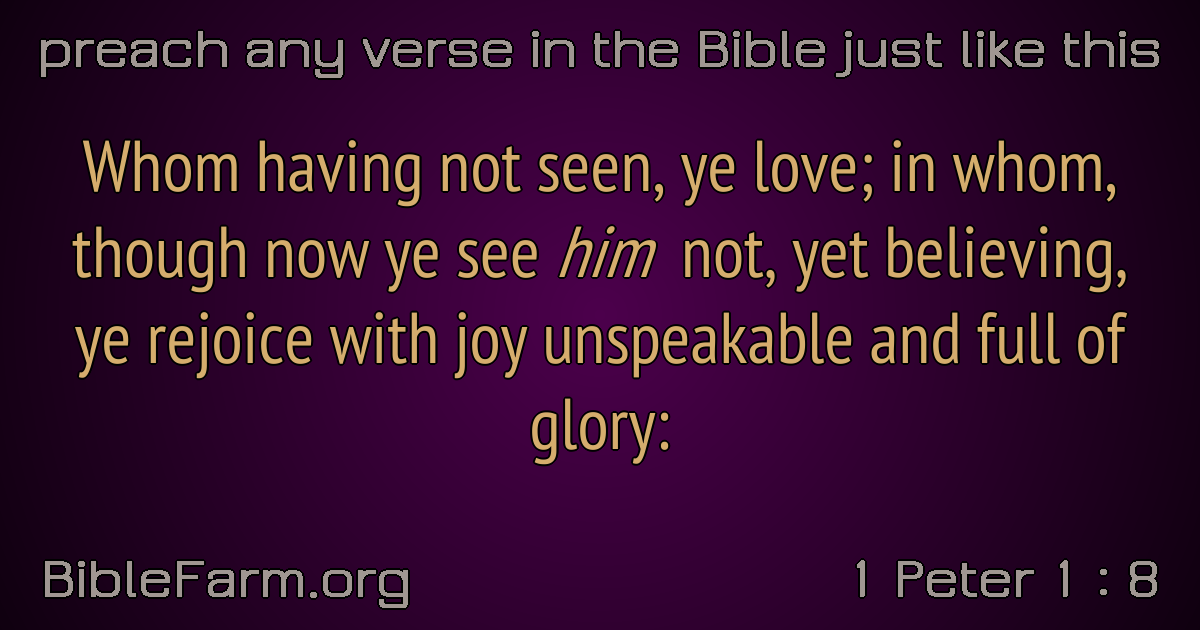 preach any verse in the Bible just like this
Whom having not seen, ye love; in whom,
though now ye see him not, yet believing,
ye rejoice with joy unspeakable and full of
glory:
BibleFarm.org
1 Peter 1 : 8